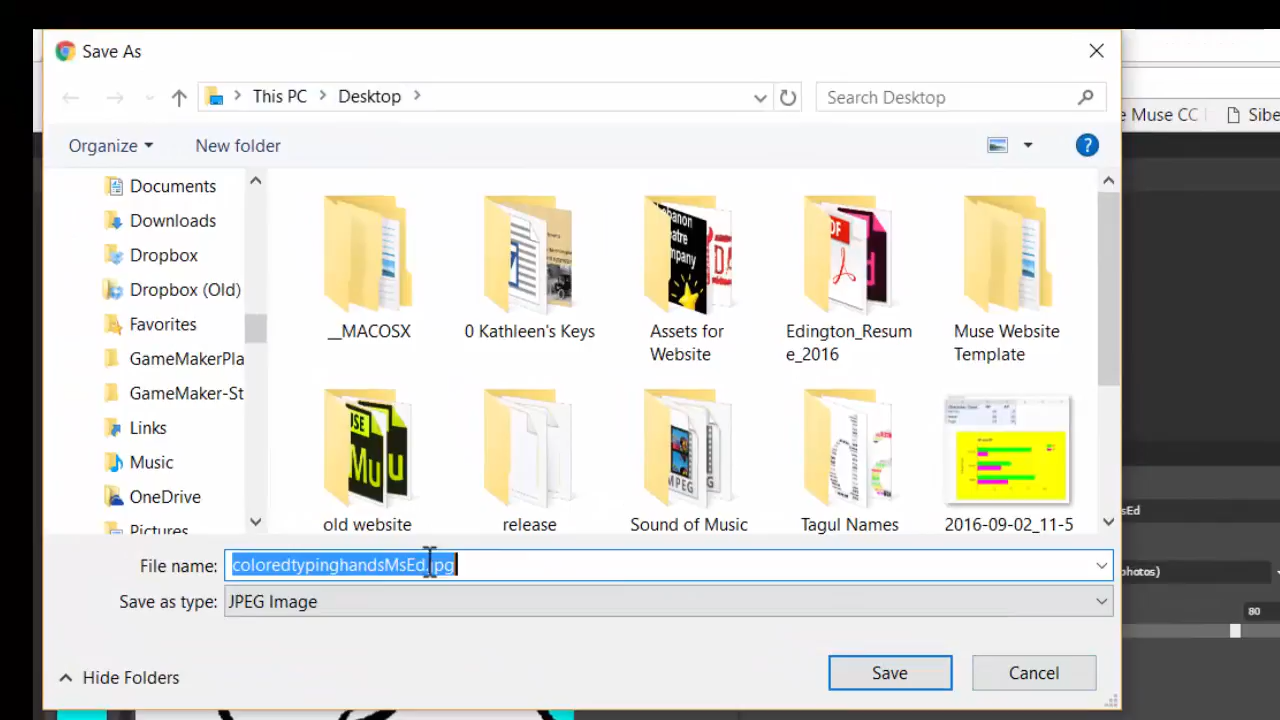 Save As
This PC
Desktop
Search Desktop
e Muse CC
Sibe
Organize
New folder
Documents
Downloads
Dropbox
Dropbox (Old)
Favorites
GameMakerPla
GameMaker-St
Links
Music
OneDrive
Pictures
__MACOSX
0 Kathleen's Keys
Assets for
Website
Edington_Resum
e_2016
Muse Website
Template
old website
release
Sound of Music
Tagul Names
2016-09-02_11-5
sEd
File name:
coloredtypinghandsMsEd.jpg
photos)
Save as type:
JPEG Image
80
Hide Folders
Save
Cancel